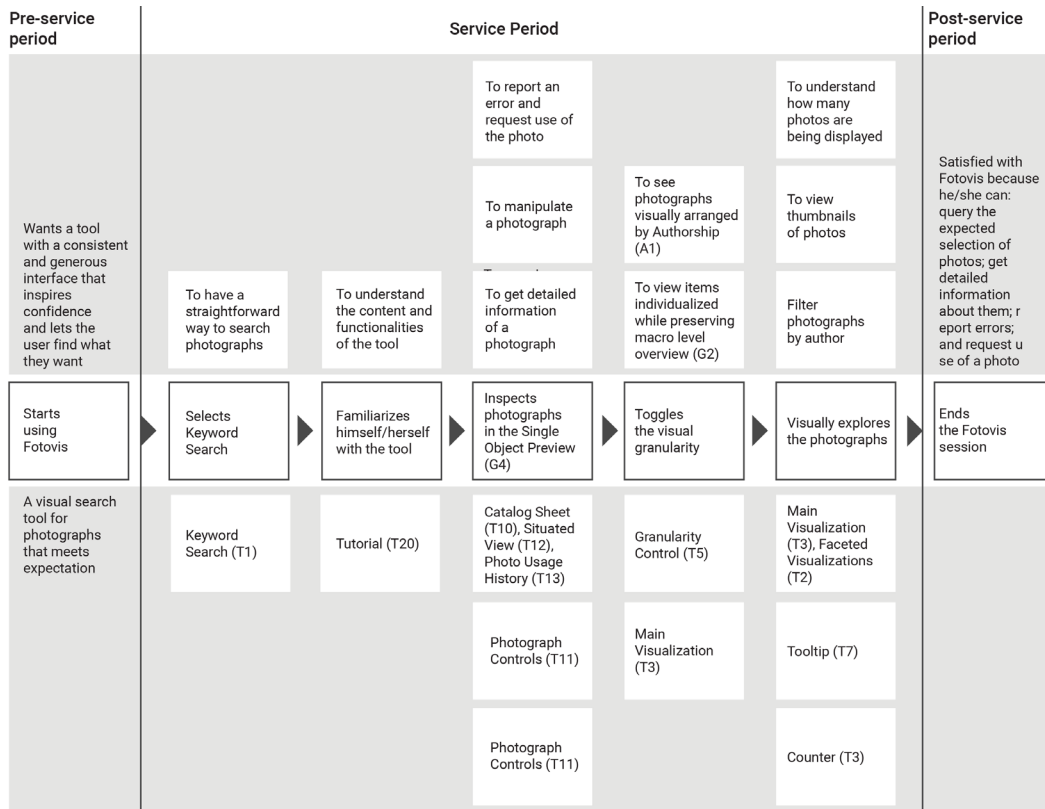 Pre-service
period
Service Period
Post-service
period
To report an
error and
request use of
the photo
To understand
how many
photos are
being displayed
To manipulate
a photograph
To see
photographs
visually arranged
by Authorship
(A1)
To view
thumbnails
of photos
Wants a tool
with a consistent
and generous
interface that
inspires
confidence
and lets the
user find what
they want
To have a
straightforward
way to search
photographs
To understand
the content and
functionalities
of the tool
To get detailed
information
of a
photograph
To view items
individualized
while preserving
macro level
overview (G2)
Filter
photographs
by author
Satisfied with
Fotovis because
he/she can:
query the
expected
selection of
photos; get
detailed
information
about them; r
eport errors;
and request u
se of a photo
Starts
using
Fotovis
Selects
Keyword
Search
Familiarizes
himself/herself
with the tool
Inspects
photographs
in the Single
Object Preview
(G4)
Toggles
the visual
granularity
Visually explores
the photographs
Ends
the Fotovis
session
A visual search
tool for
photographs
that meets
expectation
Keyword
Search (T1)
Tutorial (T20)
Catalog Sheet
(T10), Situated
View (T12),
Photo Usage
History (T13)
Granularity
Control (T5)
Main
Visualization
(T3), Faceted
Visualizations
(T2)
Photograph
Controls (T11)
Main
Visualization
(T3)
Tooltip (T7)
Photograph
Controls (T11)
Counter (T3)